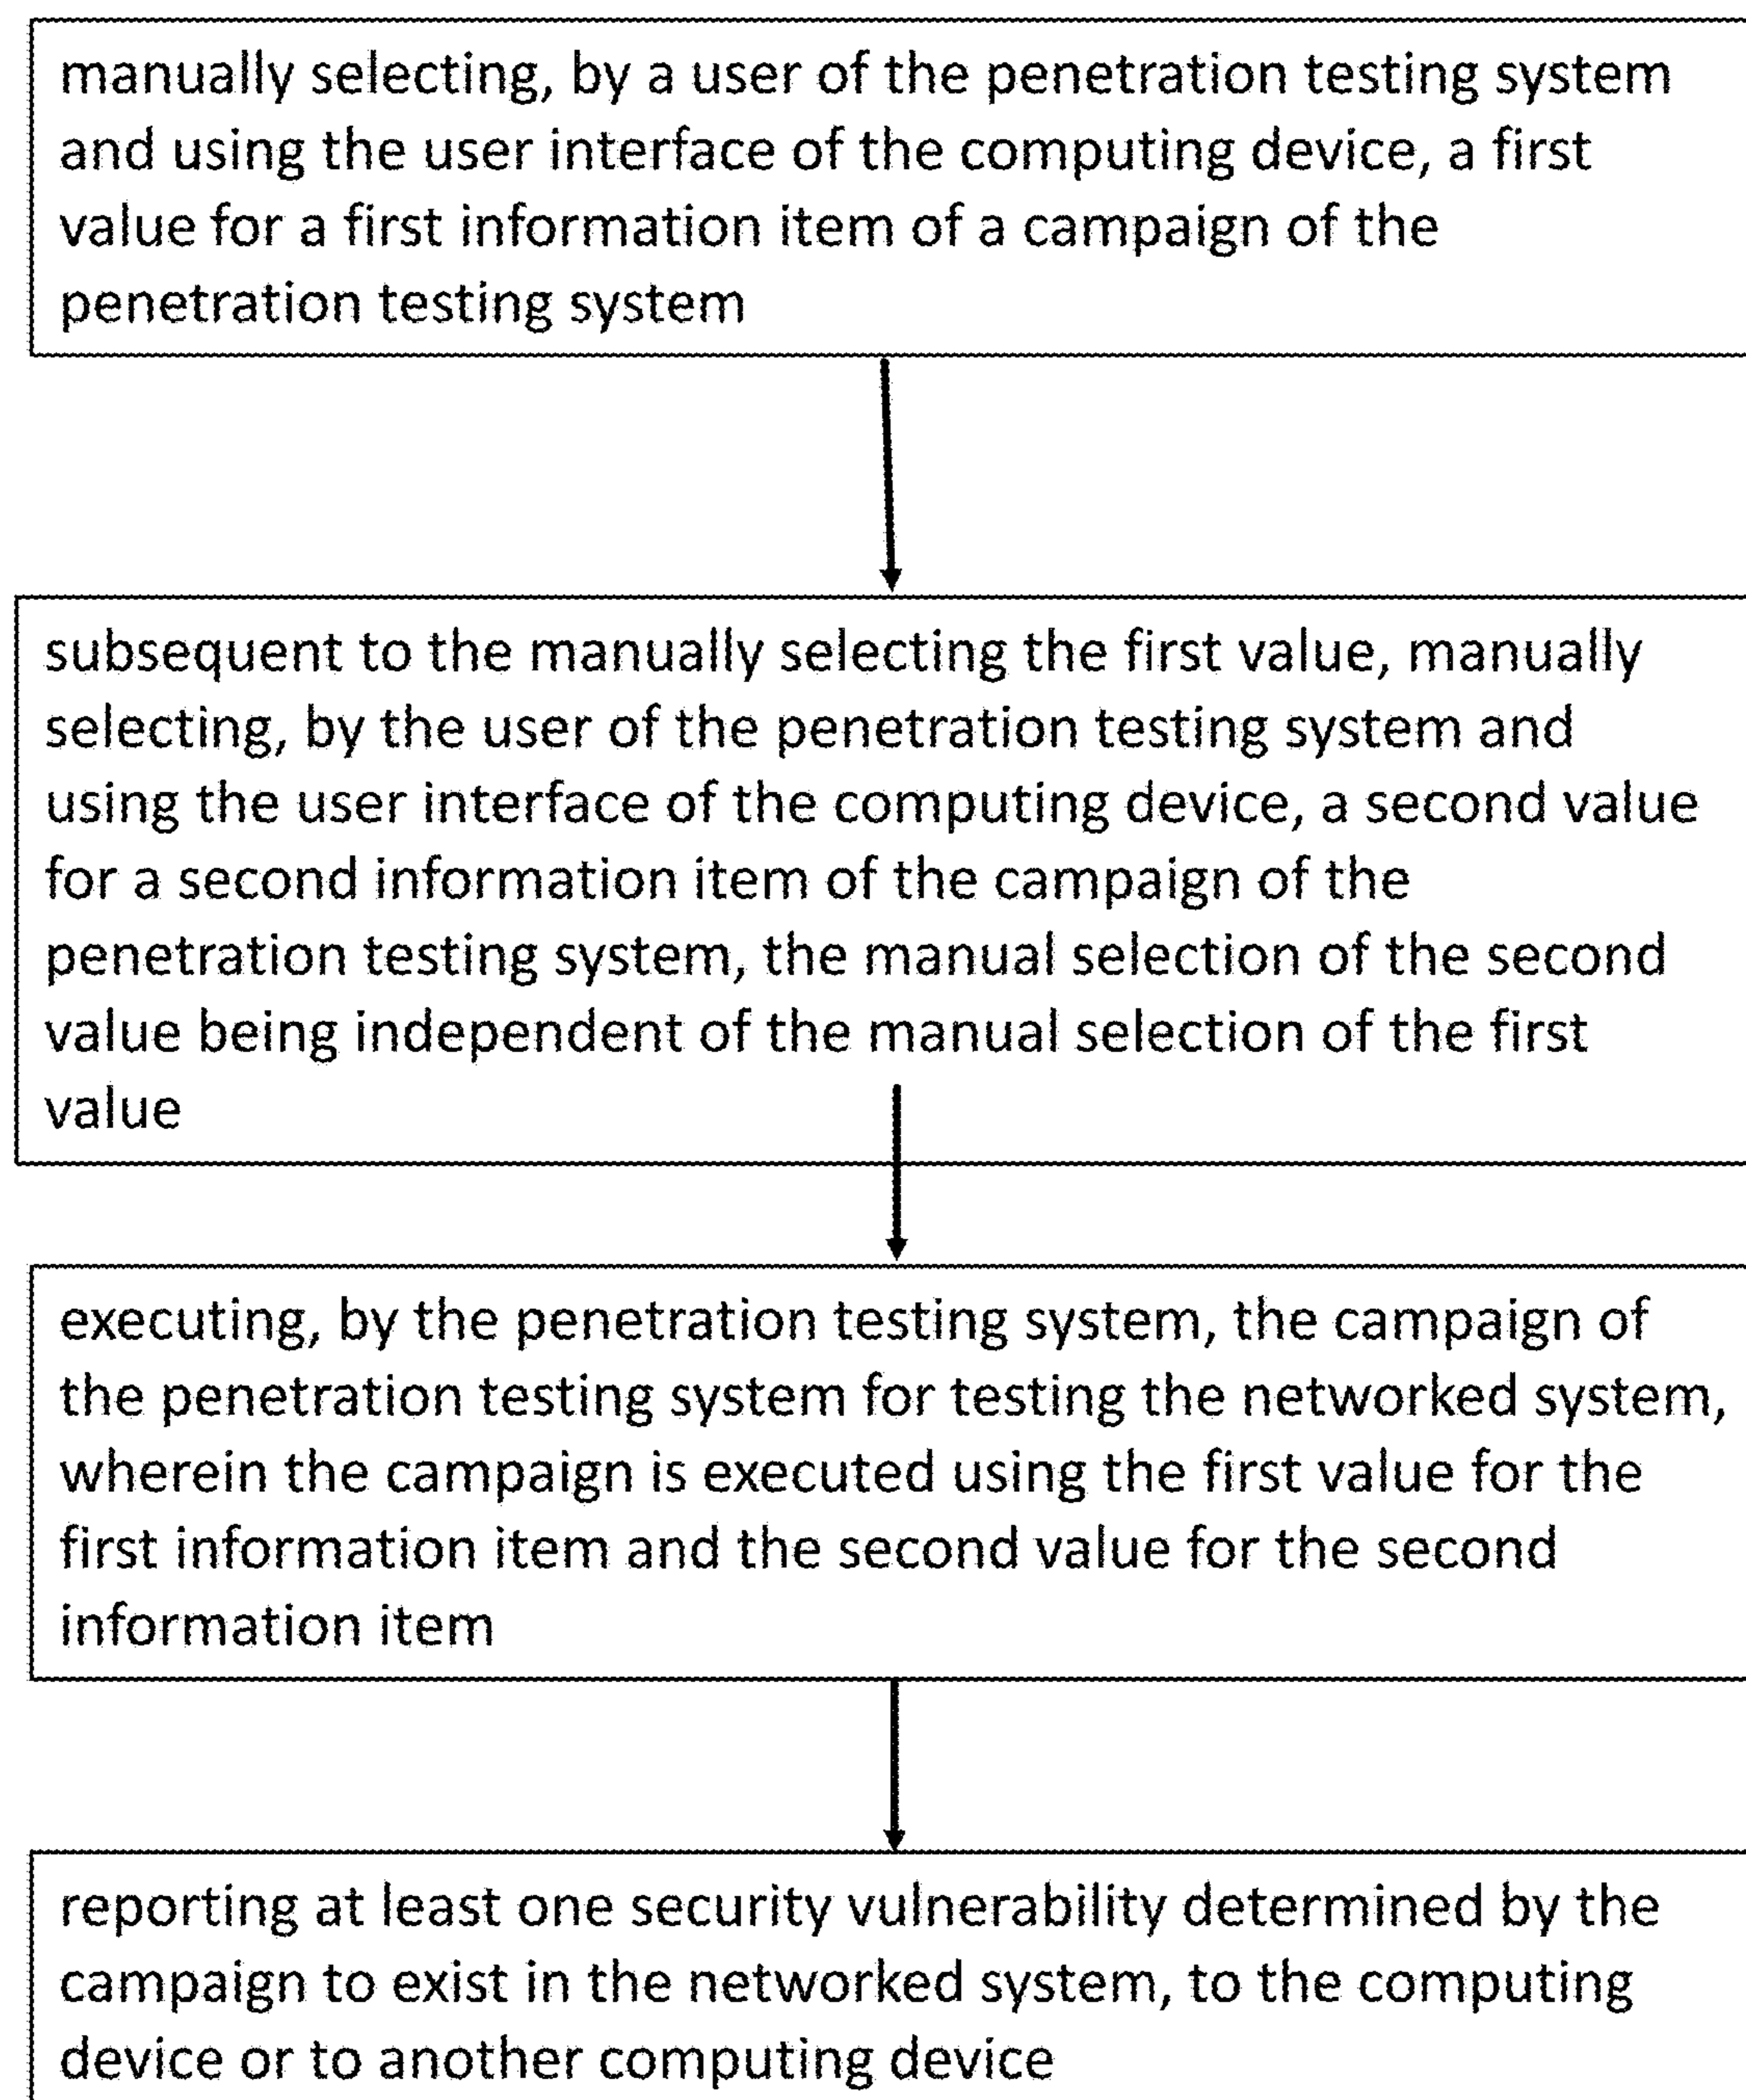 manually selecting, by a user of the penetration testing system
and using the user interface of the computing device, a first
value for a first information item of a campaign of the
penetration testing system
subsequent to the manually selecting the first value, manually
selecting, by the user of the penetration testing system and
using the user interface of the computing device, a second value
for a second information item of the campaign of the
penetration testing system, the manual selection of the second
value being independent of the manual selection of the first
value
executing, by the penetration testing system, the campaign of
the penetration testing system for testing the networked system,
wherein the campaign is executed using the first value for the
first information item and the second value for the second
information item
reporting at least one security vulnerability determined by the
campaign to exist in the networked system, to the computing
device or to another computing device